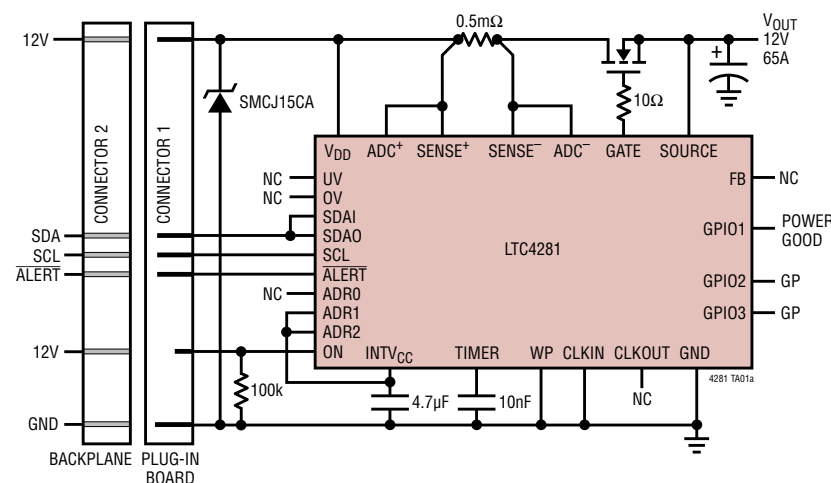 12V
SDA
SCL
ALERT
12V
GND
BACKPLANE
CONNECTOR 2
CONNECTOR 1
PLUG-IN
BOARD
SMCJ15CA
0.5mΩ
10Ω
+
VOUT
12V
65A
VDD
ADC+
SENSE+
SENSE–
ADC–
GATE
SOURCE
NC
UV
NC
OV
SDAI
SDAO
SCL
ALERT
NC
ADR0
ADR1
ADR2
ON
LTC4281
FB
NC
GPIO1
POWER
GOOD
GPIO2
GP
GPIO3
GP
INTVCC
TIMER
WP
CLKIN
CLKOUT
GND
4281 TA01a
100k
4.7µF
10nF
NC